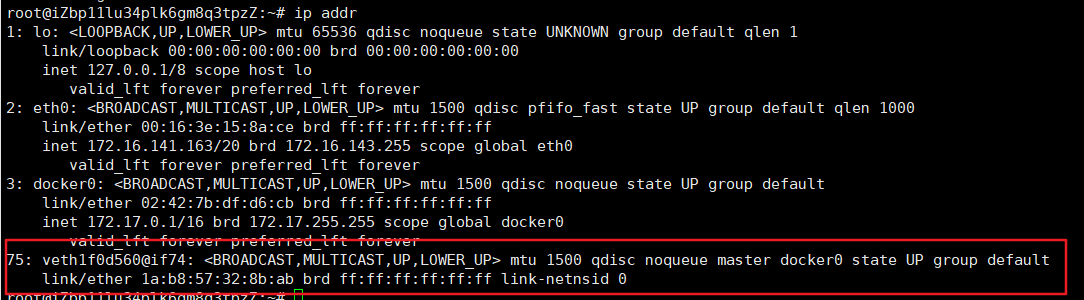 root@iZbp11lu34plk6gm8q3tpzZ:~# ip addr
1: lo: <LOOPBACK,UP,LOWER_UP> mtu 65536 qdisc noqueue state UNKNOWN group default qlen 1
    link/loopback 00:00:00:00:00:00 brd 00:00:00:00:00:00
    inet 127.0.0.1/8 scope host lo
       valid_lft forever preferred_lft forever
2: eth0: <BROADCAST,MULTICAST,UP,LOWER_UP> mtu 1500 qdisc pfifo_fast state UP group default qlen 1000
    link/ether 00:16:3e:15:8a:ce brd ff:ff:ff:ff:ff:ff
    inet 172.16.141.163/20 brd 172.16.143.255 scope global eth0
       valid_lft forever preferred_lft forever
3: docker0: <BROADCAST,MULTICAST,UP,LOWER_UP> mtu 1500 qdisc noqueue state UP group default
    link/ether 02:42:7b:df:d6:cb brd ff:ff:ff:ff:ff:ff
    inet 172.17.0.1/16 brd 172.17.255.255 scope global docker0
       valid_lft forever preferred_lft forever
75: veth1f0d560@if74: <BROADCAST,MULTICAST,UP,LOWER_UP> mtu 1500 qdisc noqueue master docker0 state UP group default
    link/ether 1a:b8:57:32:8b:ab brd ff:ff:ff:ff:ff:ff link-netnsid 0
root@iZbp11lu34plk6gm8q3tpzZ:~#